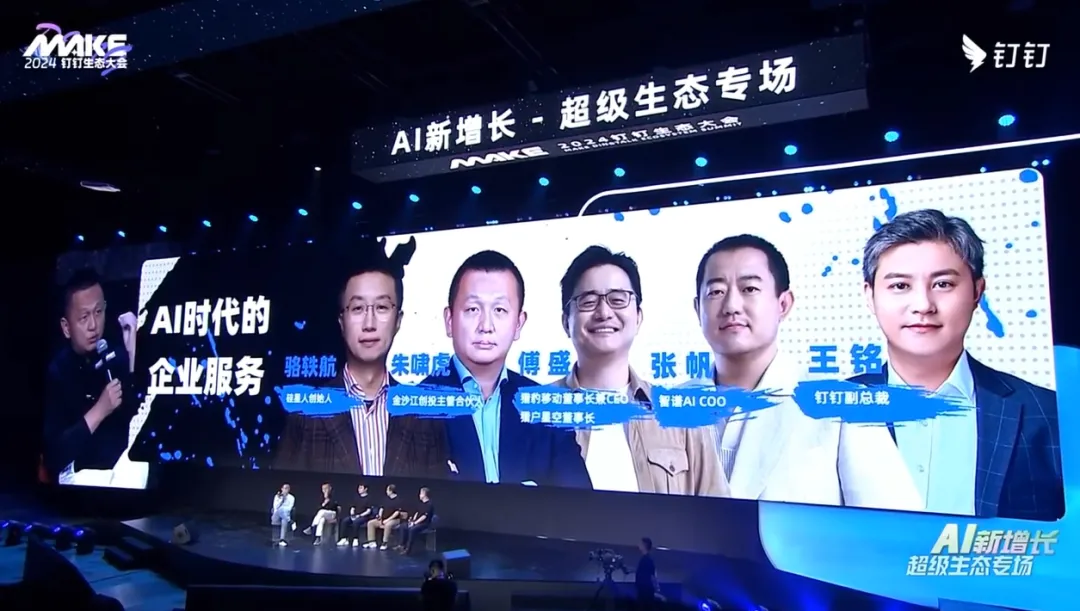 MAKE
2024 钉钉生态大会
钉钉
AI新增长 - 超级生态专场
MAKE 2024钉钉生态大会
MAKE DINGTALK ECOSYSTEM SUMMIT
AI时代的
企业服务
骆轶航
硅星人创始人
朱啸虎
金沙江创投主管合伙人
傅盛
猎豹移动董事长兼CEO
猎户星空董事长
张帆
智谱AI COO
王铭
钉钉副总裁
AI新增长
超级生态专场